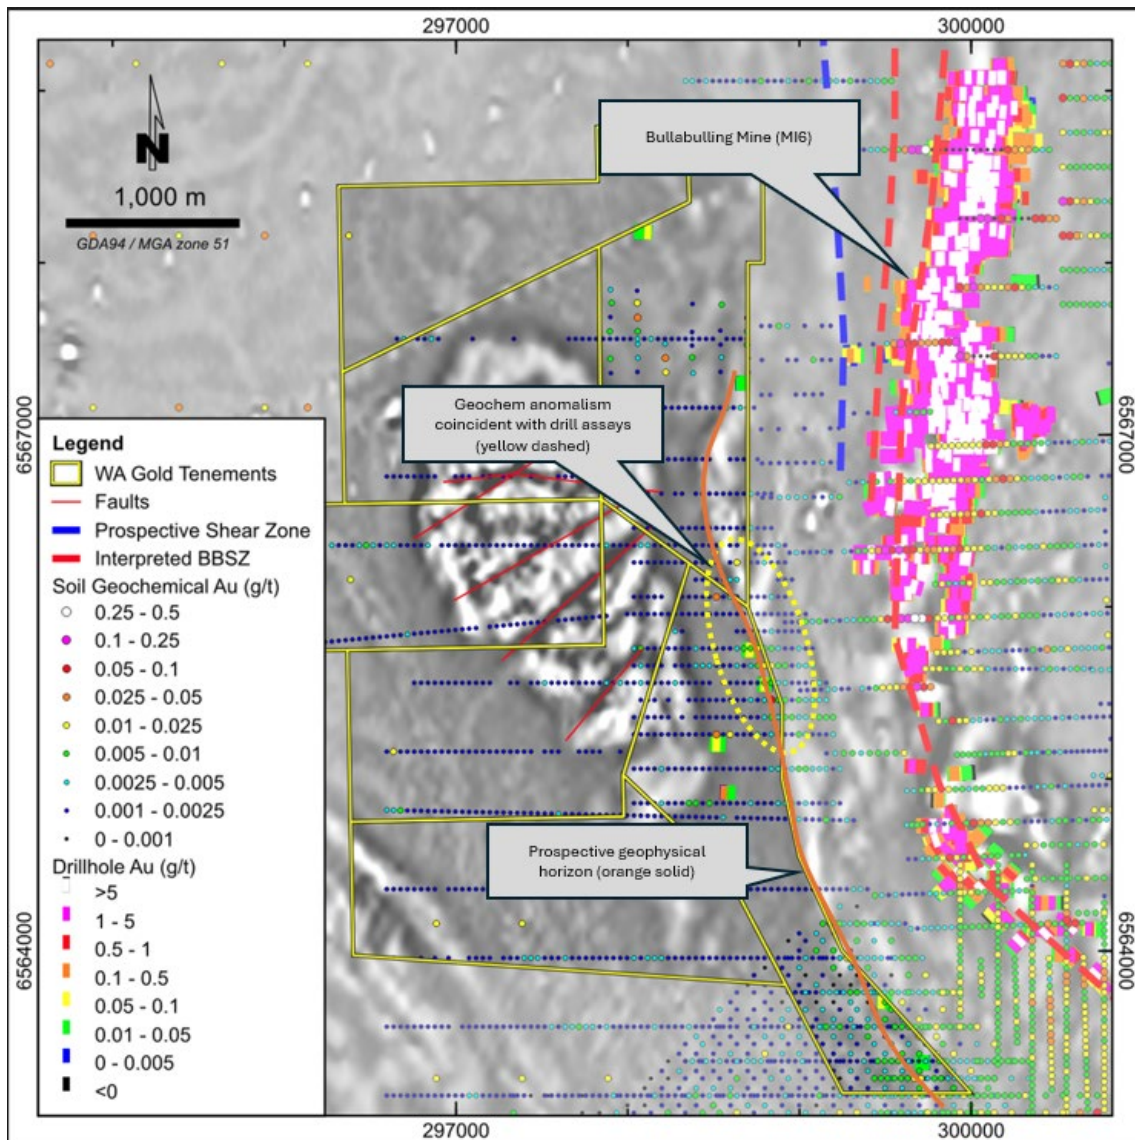 297000
300000
Bullabulling Mine (MI6)
N
1,000 m
GDA94 / MGA zone 51
6567000
6567000
Geochem anomalism
coincident with drill assays
(yellow dashed)
Legend
WA Gold Tenements
Faults
Prospective Shear Zone
Interpreted BBSZ
Soil Geochemical Au (g/t)
0.25 - 0.5
0.1 - 0.25
0.05 - 0.1
0.025 - 0.05
0.01 - 0.025
0.005 - 0.01
0.0025 - 0.005
0.001 - 0.0025
0 - 0.001
Drillhole Au (g/t)
>5
1 - 5
0.5 - 1
0.1 - 0.5
0.05 - 0.1
0.01 - 0.05
0 - 0.005
<0
Prospective geophysical
horizon (orange solid)
6564000
6564000
297000
300000